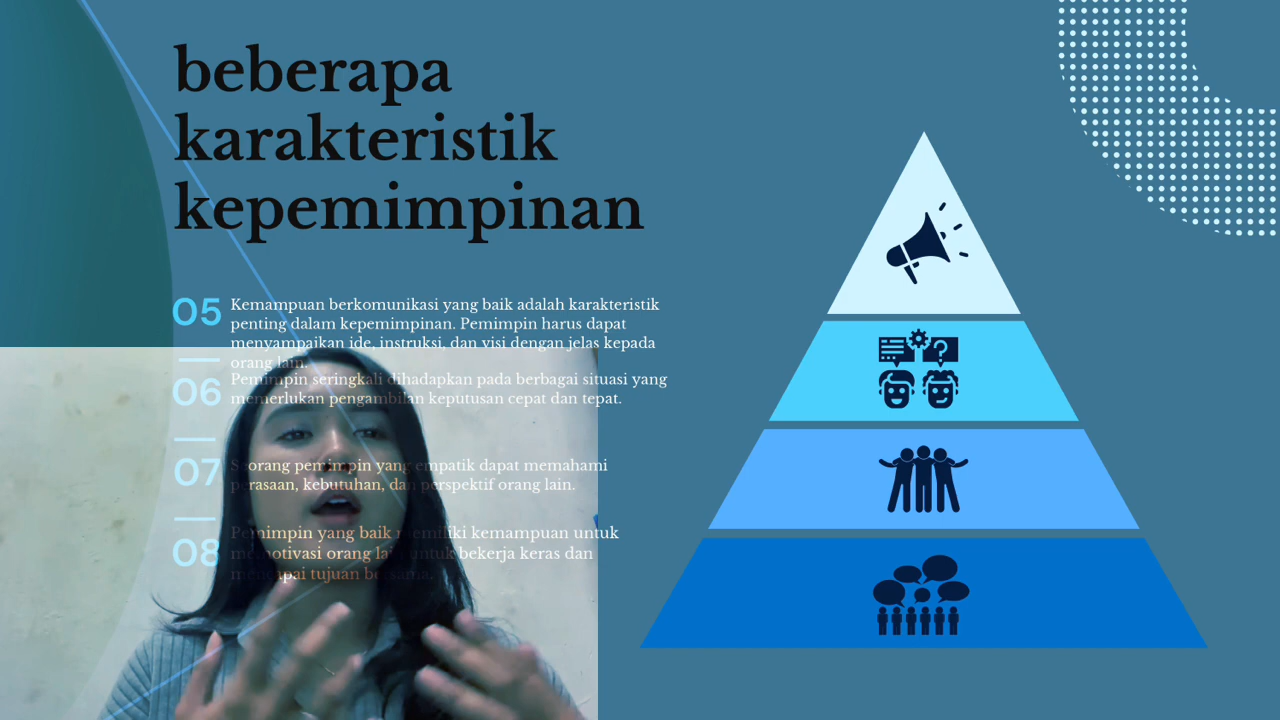 beberapa
karakteristik
kepemimpinan
05
Kemampuan berkomunikasi yang baik adalah karakteristik
penting dalam kepemimpinan. Pemimpin harus dapat
menyampaikan ide, instruksi, dan visi dengan jelas kepada
orang lain.
06
Pemimpin seringkali dihadapkan pada berbagai situasi yang
memerlukan pengambilan keputusan cepat dan tepat.
07
Seorang pemimpin yang empatik dapat memahami
perasaan, kebutuhan, dan perspektif orang lain.
08
Pemimpin yang baik memiliki kemampuan untuk
memotivasi orang lain untuk bekerja keras dan
mencapai tujuan bersama.